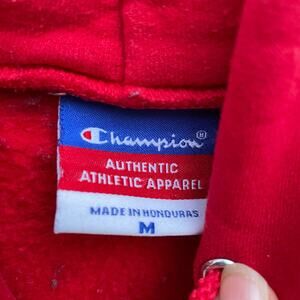 Champion®
AUTHENTIC
ATHLETIC APPAREL
MADE IN HONDURAS
M